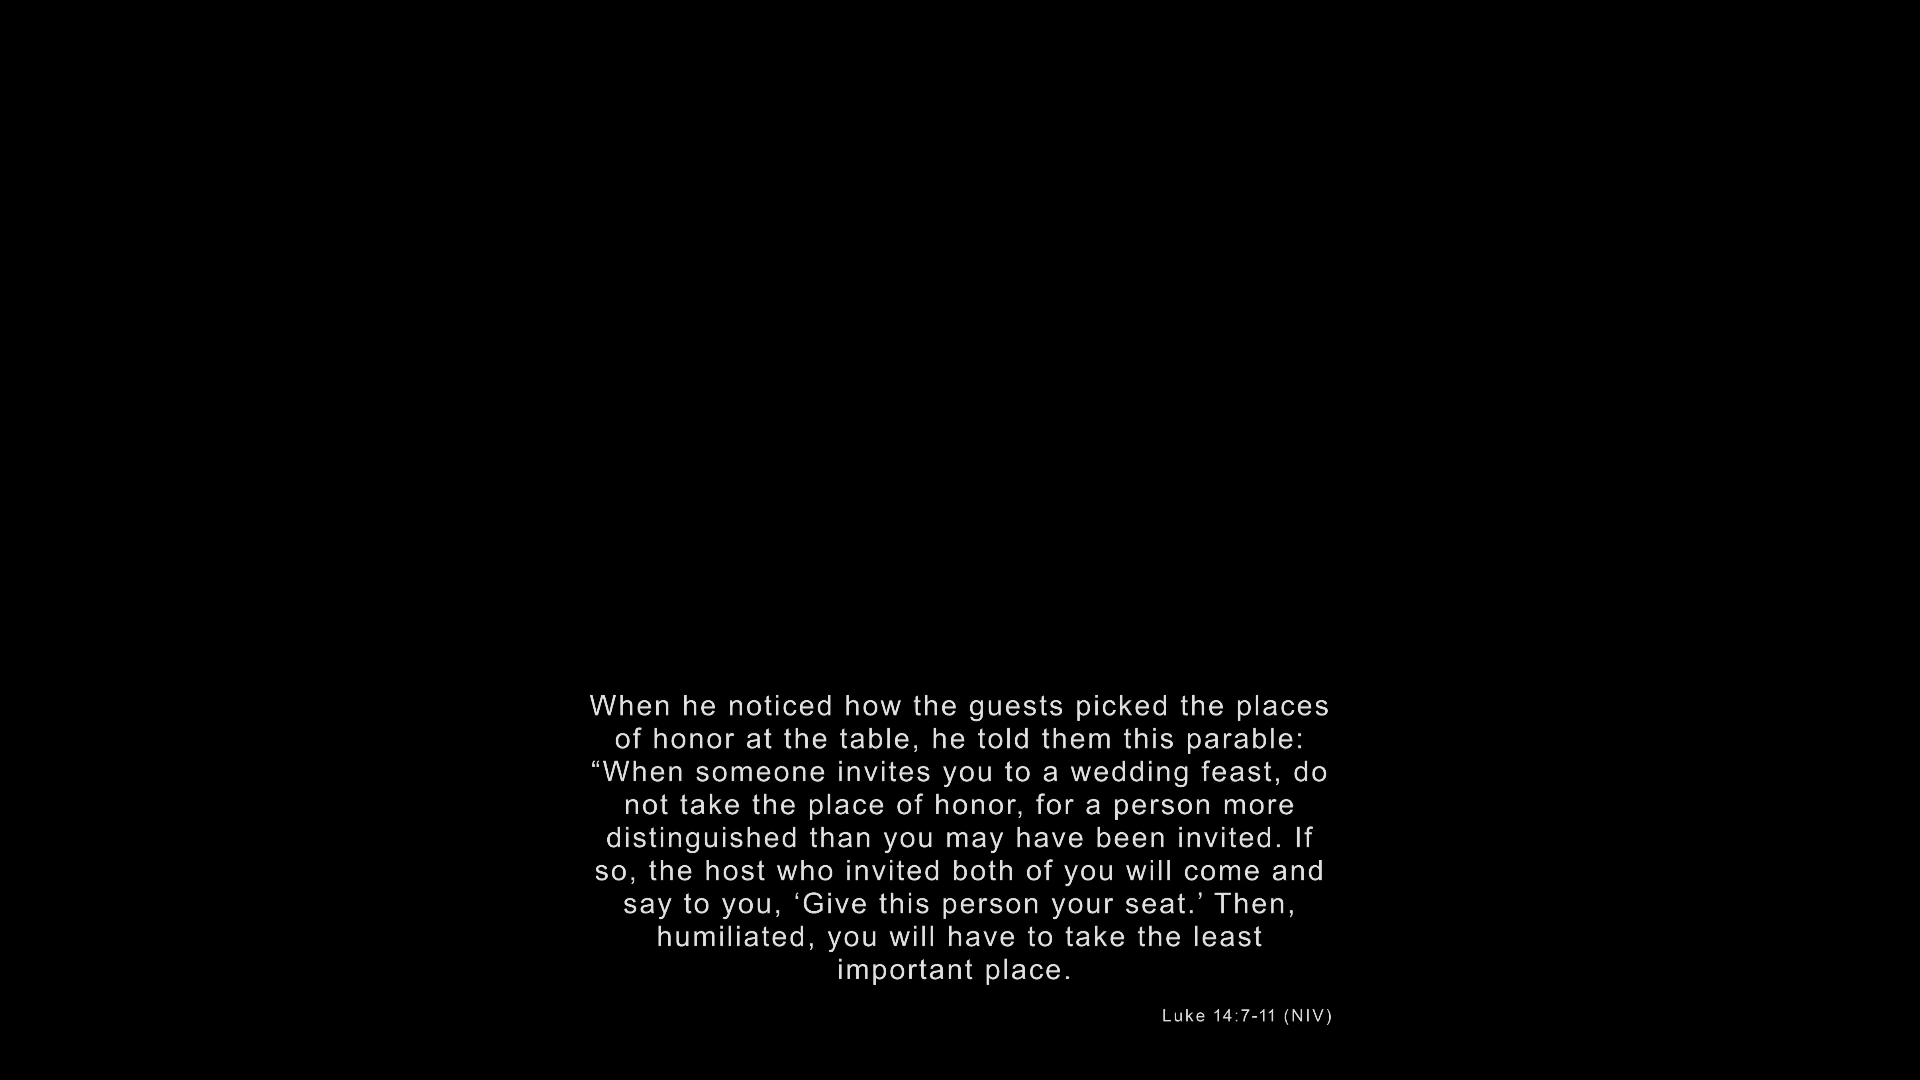 When he noticed how the guests picked the places
of honor at the table, he told them this parable:
“When someone invites you to a wedding feast, do
not take the place of honor, for a person more
distinguished than you may have been invited. If
so, the host who invited both of you will come and
say to you, ‘Give this person your seat.’ Then,
humiliated, you will have to take the least
important place.
Luke 14:7-11 (NIV)